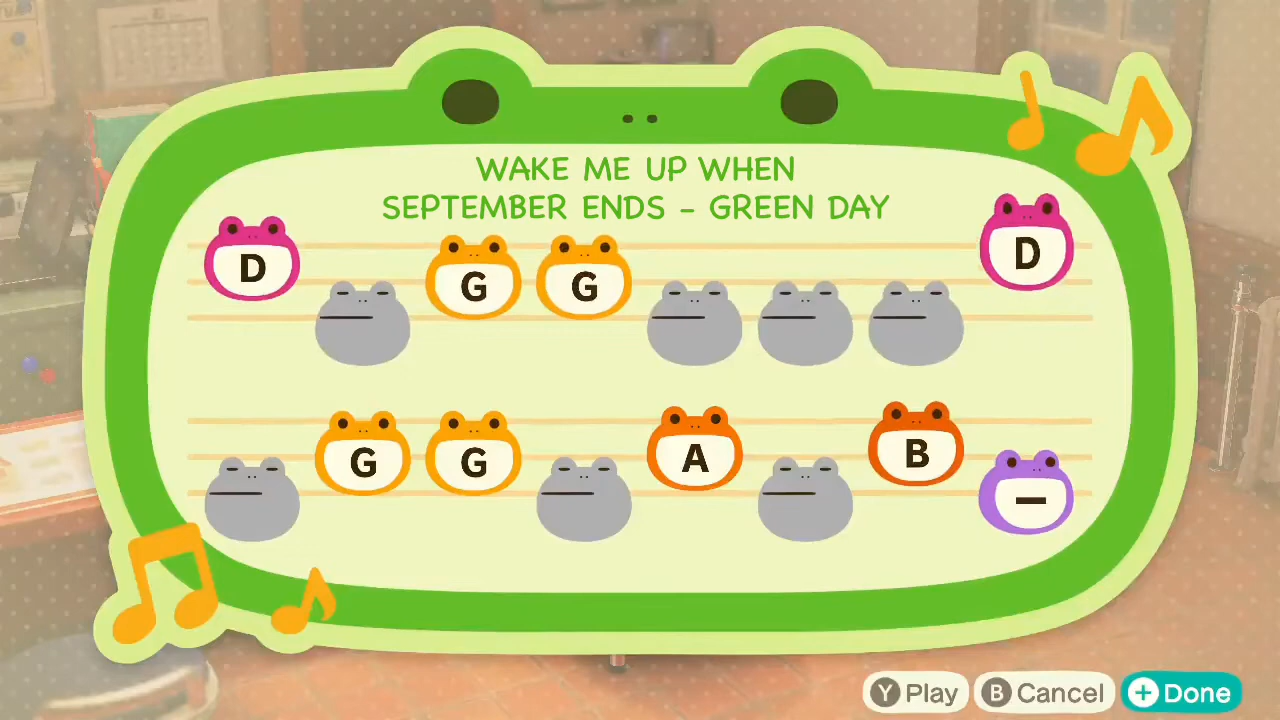 WAKE ME UP WHEN
SEPTEMBER ENDS - GREEN DAY
D G G D
G G A B –
Y Play B Cancel + Done